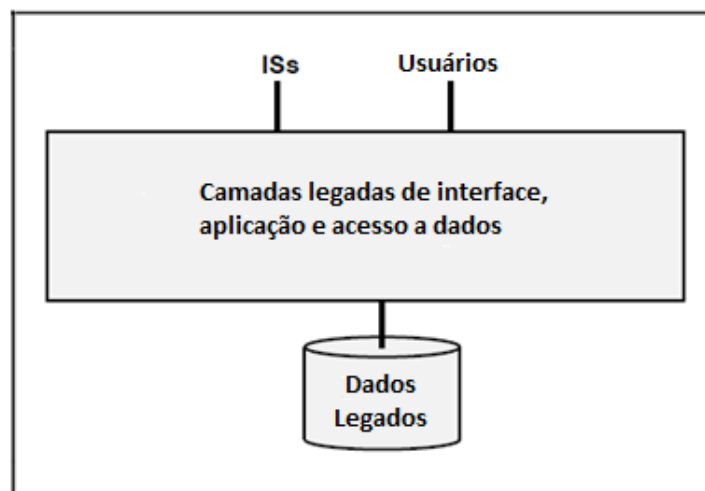 ISs
Usuários
Camadas legadas de interface,
aplicação e acesso a dados
Dados
Legados